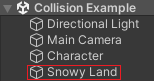 Collision Example
Directional Light
Main Camera
Character
Snowy Land